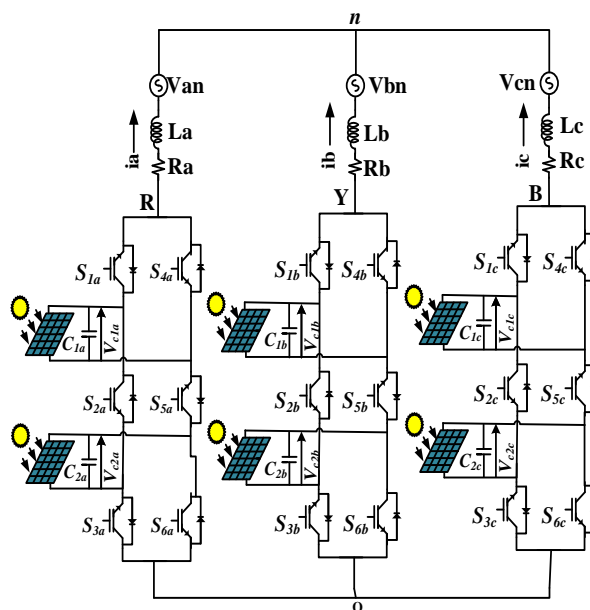 n
Van
Vbn
Vcn
La
Lb
Lc
ia
ib
ic
Ra
Rb
Rc
R
Y
B
S1a
S4a
S1b
S4b
S1c
S4c
C1a
Vc1a
C1b
Vc1b
C1c
Vc1c
S2a
S5a
S2b
S5b
S2c
S5c
C2a
Vc2a
C2b
Vc2b
C2c
Vc2c
S3a
S6a
S3b
S6b
S3c
S6c